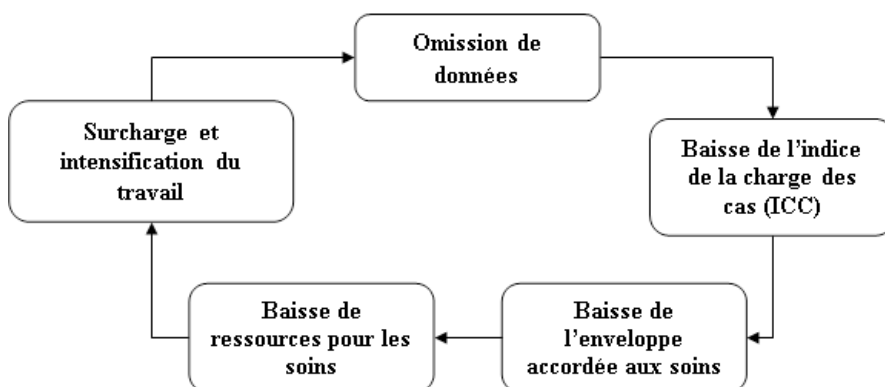 Omission de
données
Surcharge et
intensification du
travail
Baisse de l'indice
de la charge des
cas (ICC)
Baisse de
ressources pour les
soins
Baisse de
l'enveloppe
accordée aux soins